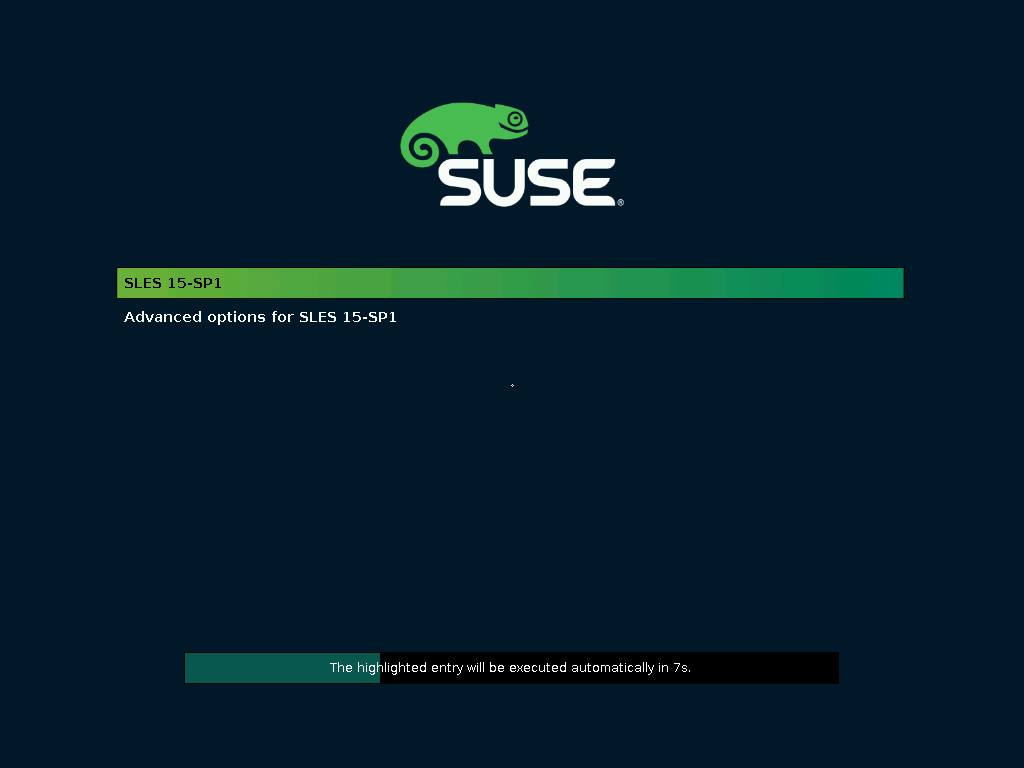 SUSE®
SLES 15-SP1
Advanced options for SLES 15-SP1
The highlighted entry will be executed automatically in 7s.